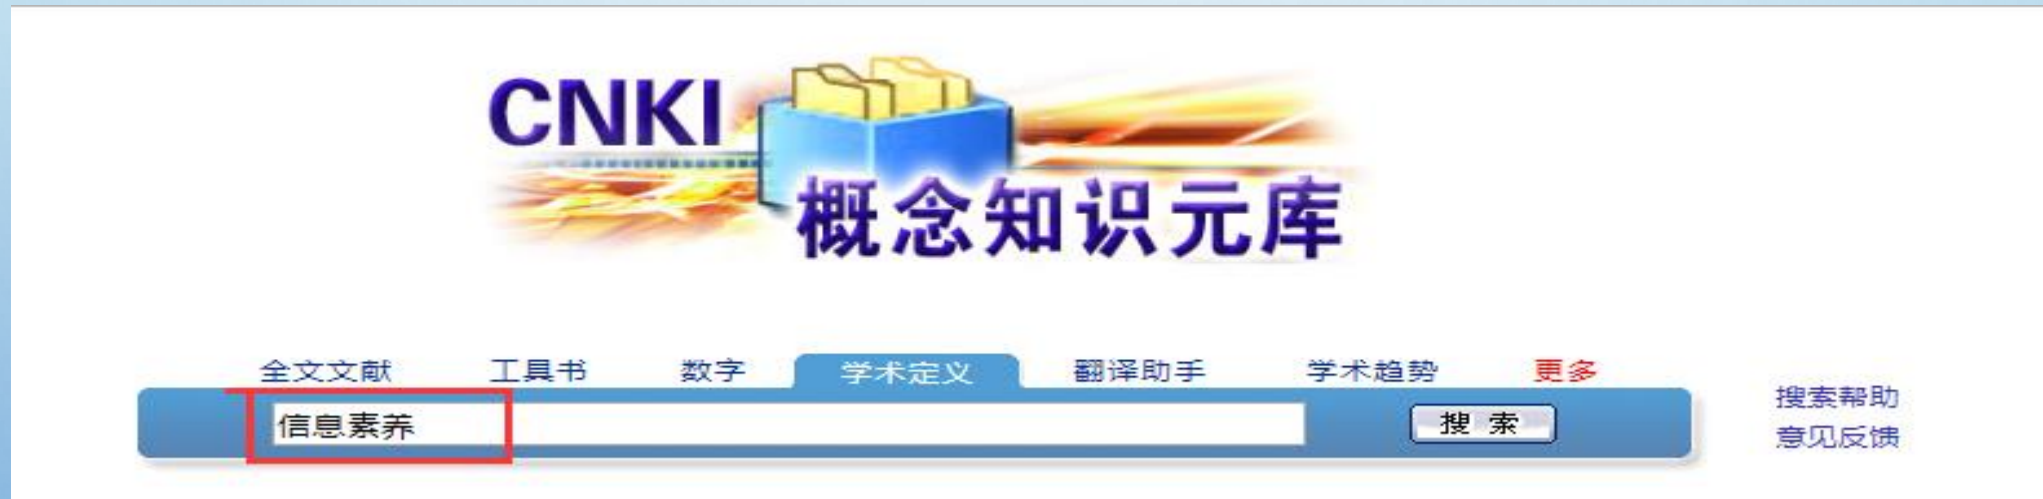 CNKI
概念知识元库
全文文献 工具书 数字 学术定义 翻译助手 学术趋势 更多
信息素养 搜 索
搜索帮助
意见反馈